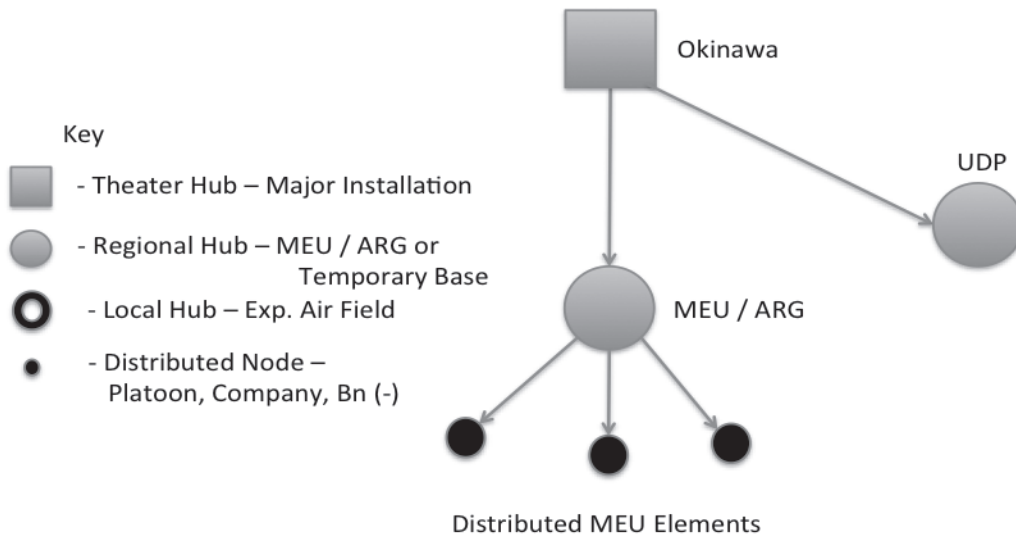 Okinawa
Key
UDP
- Theater Hub – Major Installation
- Regional Hub – MEU / ARG or
Temporary Base
- Local Hub – Exp. Air Field
MEU / ARG
- Distributed Node –
Platoon, Company, Bn (-)
Distributed MEU Elements